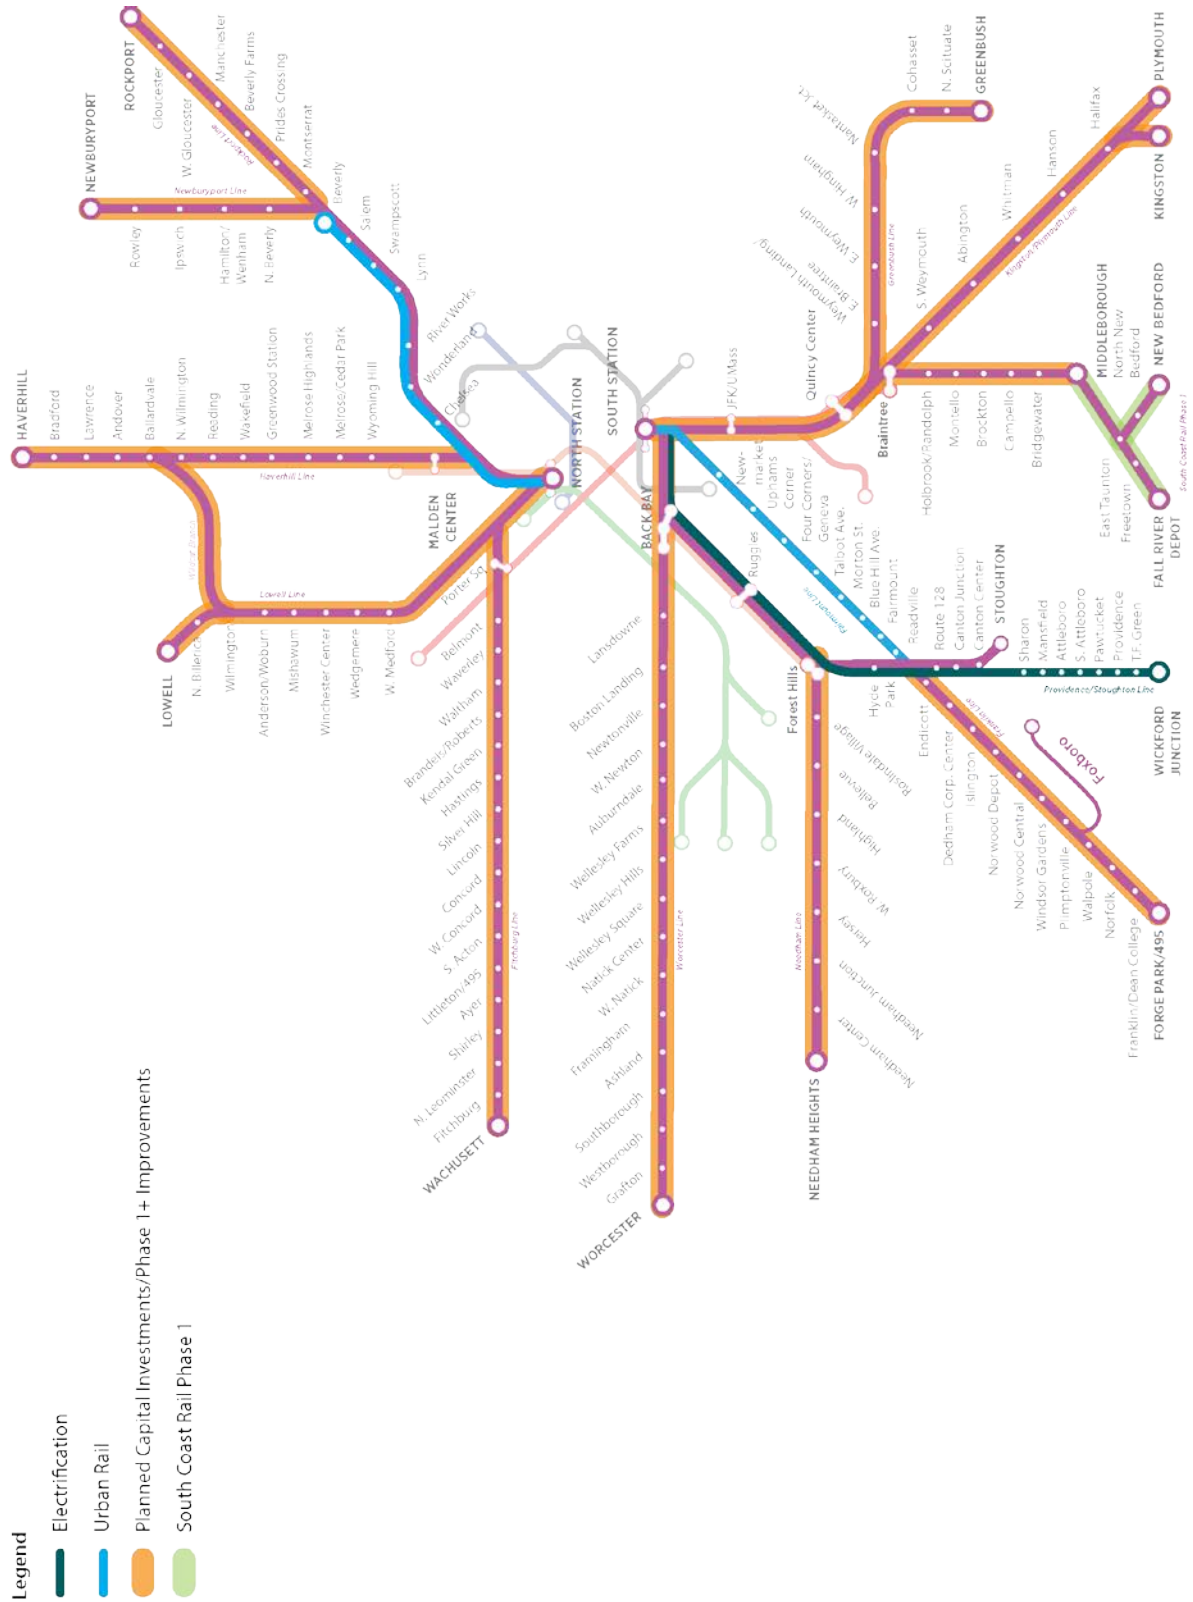 Legend
Electrification
Urban Rail
Planned Capital Investments/Phase 1+ Improvements
South Coast Rail Phase 1
ROCKPORT
Gloucester
W. Gloucester
Manchester
Beverly Farms
Prides Crossing
Montserrat
Rockport Line
NEWBURYPORT
Rowley
Ipswich
Hamilton/
Wenham
N. Beverly
Newburyport Line
Beverly
Salem
Swampscott
Lynn
River Works
Wonderland
Chelsea
HAVERHILL
Bradford
Lawrence
Andover
Ballardvale
N. Wilmington
Reading
Wakefield
Greenwood Station
Melrose Highlands
Melrose/Cedar Park
Wyoming Hill
Haverhill Line
MALDEN
CENTER
NORTH STATION
LOWELL
N. Billerica
Wilmington
Anderson/Woburn
Mishawum
Winchester Center
Wedgemere
W. Medford
Lowell Line
Porter Sq.
Belmont
Waverley
Waltham
Brandeis/Roberts
Kendal Green
Hastings
Silver Hill
Lincoln
Concord
W. Concord
S. Acton
Littleton/495
Ayer
Shirley
N. Leominster
Fitchburg
WACHUSETT
Fitchburg Line
SOUTH STATION
BACK BAY
Lansdowne
Boston Landing
Newtonville
W. Newton
Auburndale
Wellesley Farms
Wellesley Hills
Wellesley Square
Natick Center
W. Natick
Framingham
Ashland
Southborough
Westborough
Grafton
WORCESTER
Worcester Line
Ruggles
Forest Hills
Roslindale Village
Bellevue
Highland
W. Roxbury
Hersey
Needham Junction
Needham Center
NEEDHAM HEIGHTS
Needham Line
New-
market
Uphams
Corner
Four Corners/
Geneva
Talbot Ave.
Morton St.
Blue Hill Ave.
Fairmount
Readville
Fairmount Line
Hyde
Park
Route 128
Canton Junction
Canton Center
STOUGHTON
Sharon
Mansfield
Attleboro
S. Attleboro
Pawtucket
Providence
T.F. Green
WICKFORD
JUNCTION
Providence/Stoughton Line
Endicott
Dedham Corp. Center
Islington
Norwood Depot
Norwood Central
Windsor Gardens
Plimptonville
Walpole
Norfolk
Franklin/Dean College
FORGE PARK/495
Franklin Line
Foxboro
JFK/UMass
Quincy Center
Braintree
Weymouth Landing/
E. Braintree
E. Weymouth
W. Hingham
Nantasket Jct.
Cohasset
N. Scituate
GREENBUSH
Greenbush Line
S. Weymouth
Abington
Whitman
Hanson
Halifax
PLYMOUTH
KINGSTON
Kingston/Plymouth Line
Holbrook/Randolph
Montello
Brockton
Campello
Bridgewater
MIDDLEBOROUGH
North New
Bedford
NEW BEDFORD
East Taunton
Freetown
FALL RIVER
DEPOT
South Coast Rail Phase 1